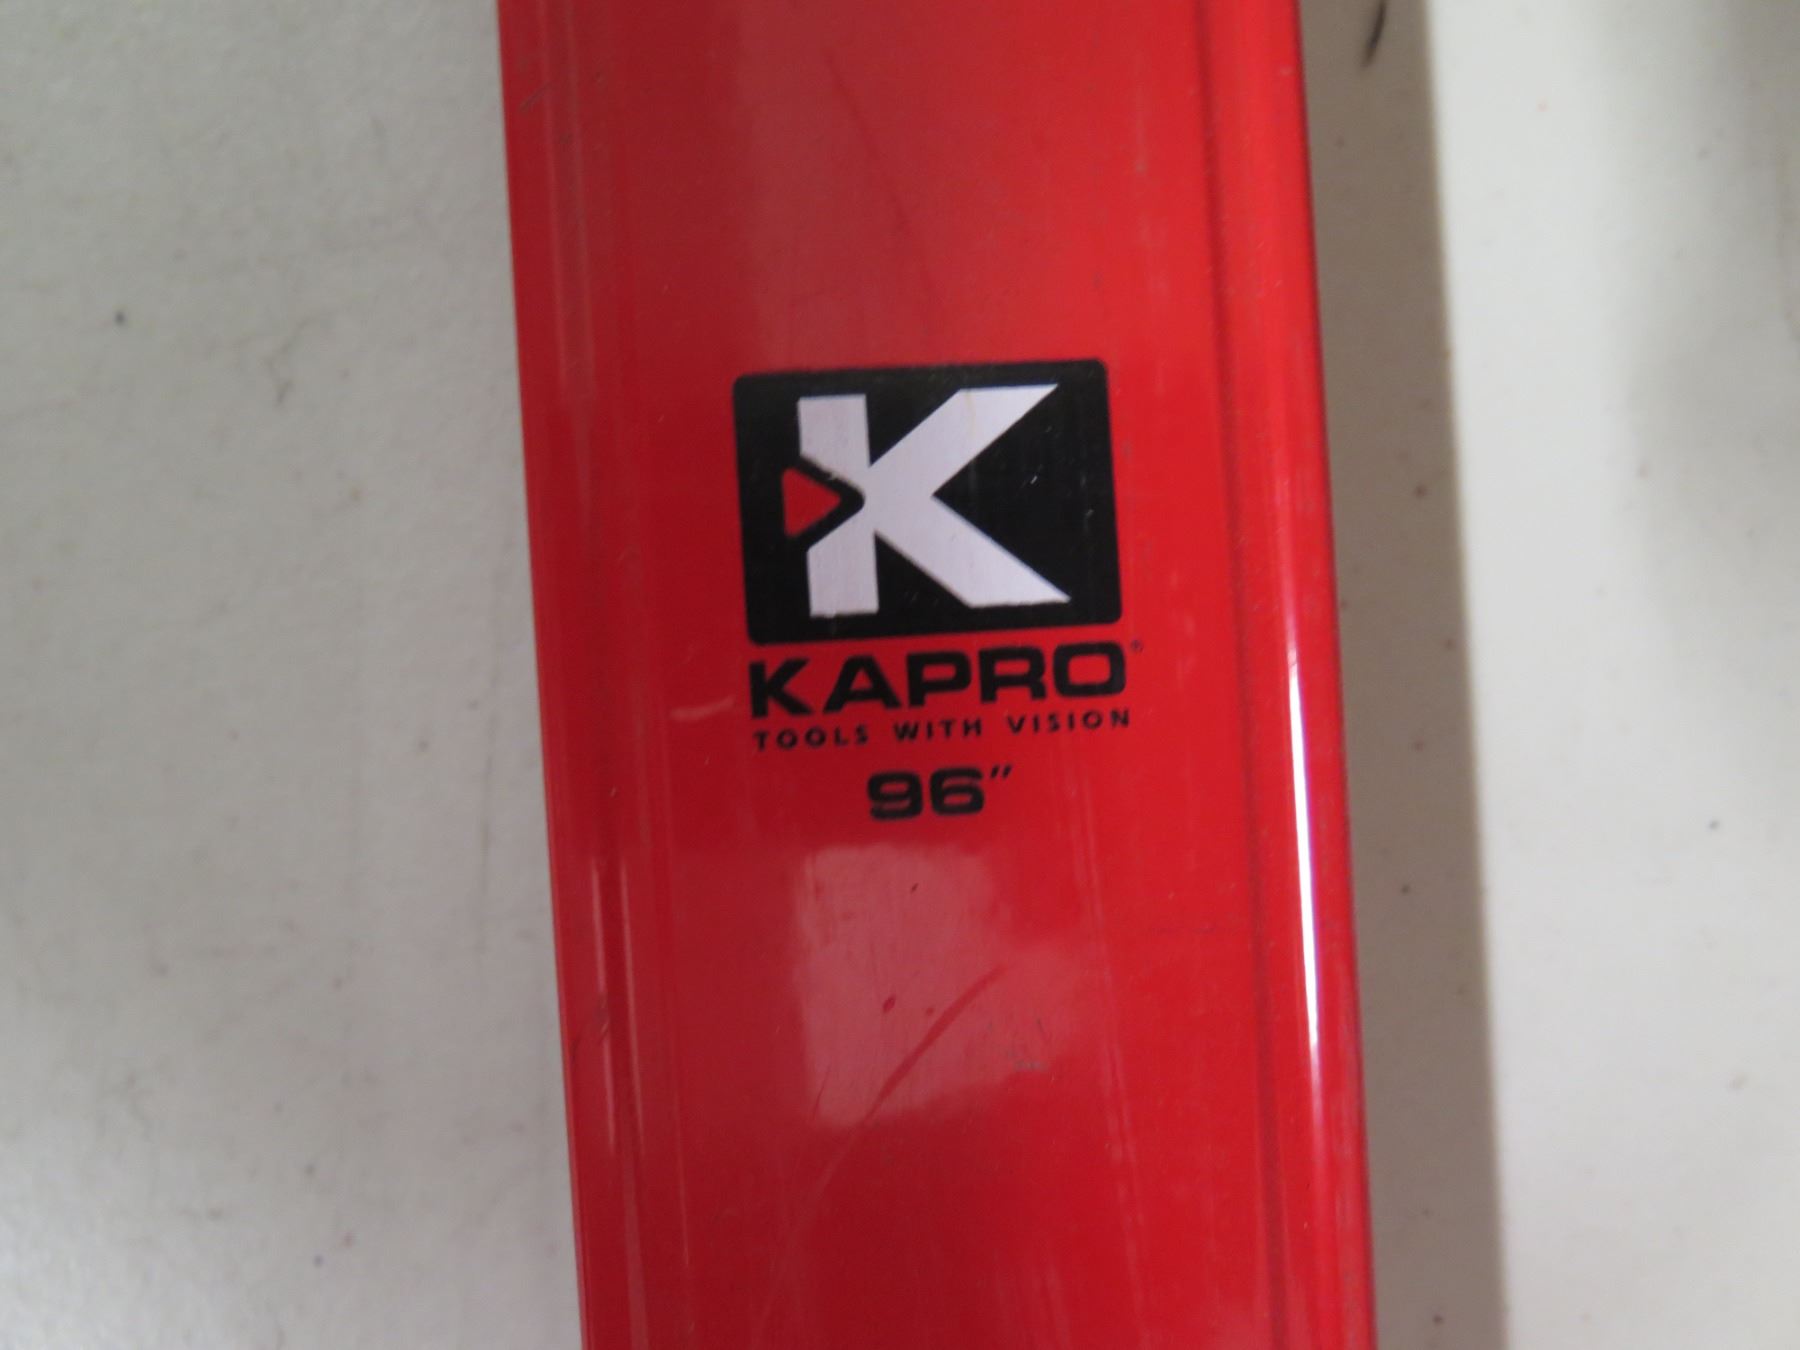 K
KAPRO®
TOOLS WITH VISION
96"